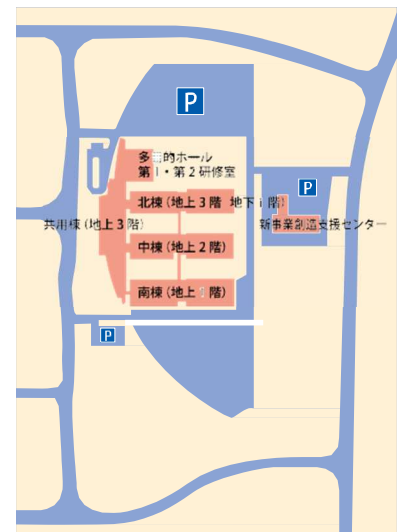 P
多目的ホール
第1・第2研修室
P
北棟(地上3階 地下1階)
共用棟(地上3階)
新事業創造支援センター
中棟(地上2階)
南棟(地上 階)
P